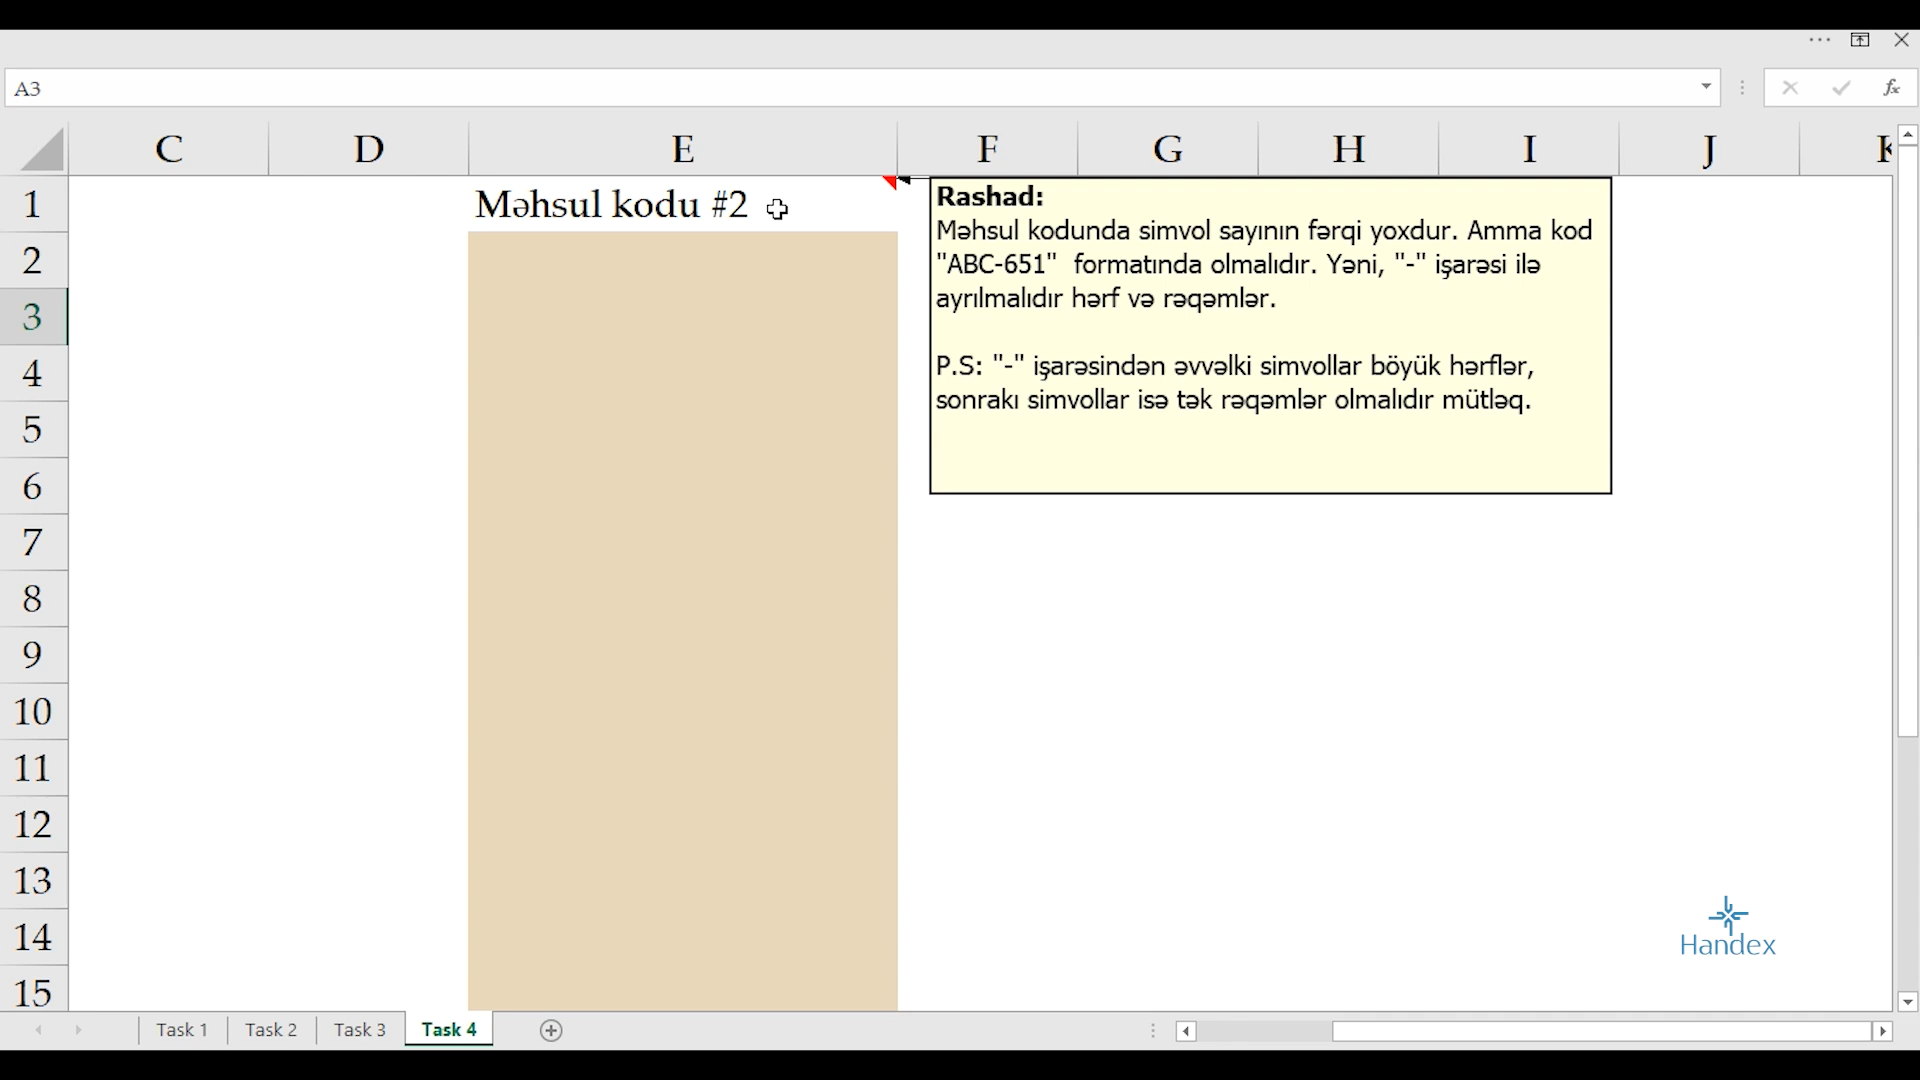 A3
fx
C D E F G H I J K
1 Məhsul kodu #2
2
3
4
5
6
7
8
9
10
11
12
13
14
15
Rashad:
Məhsul kodunda simvol sayının fərqi yoxdur. Amma kod
"ABC-651" formatında olmalıdır. Yəni, "-" işarəsi ilə
ayrılmalıdır hərf və rəqəmlər.
P.S: "-" işarəsindən əvvəlki simvollar böyük hərflər,
sonrakı simvollar isə tək rəqəmlər olmalıdır mütləq.
Handex
Task 1 Task 2 Task 3 Task 4